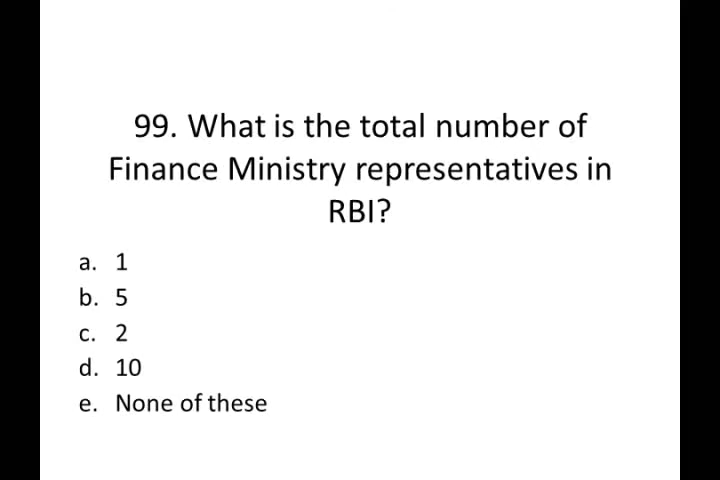 99. What is the total number of
Finance Ministry representatives in
RBI?
a. 1
b. 5
c. 2
d. 10
e. None of these